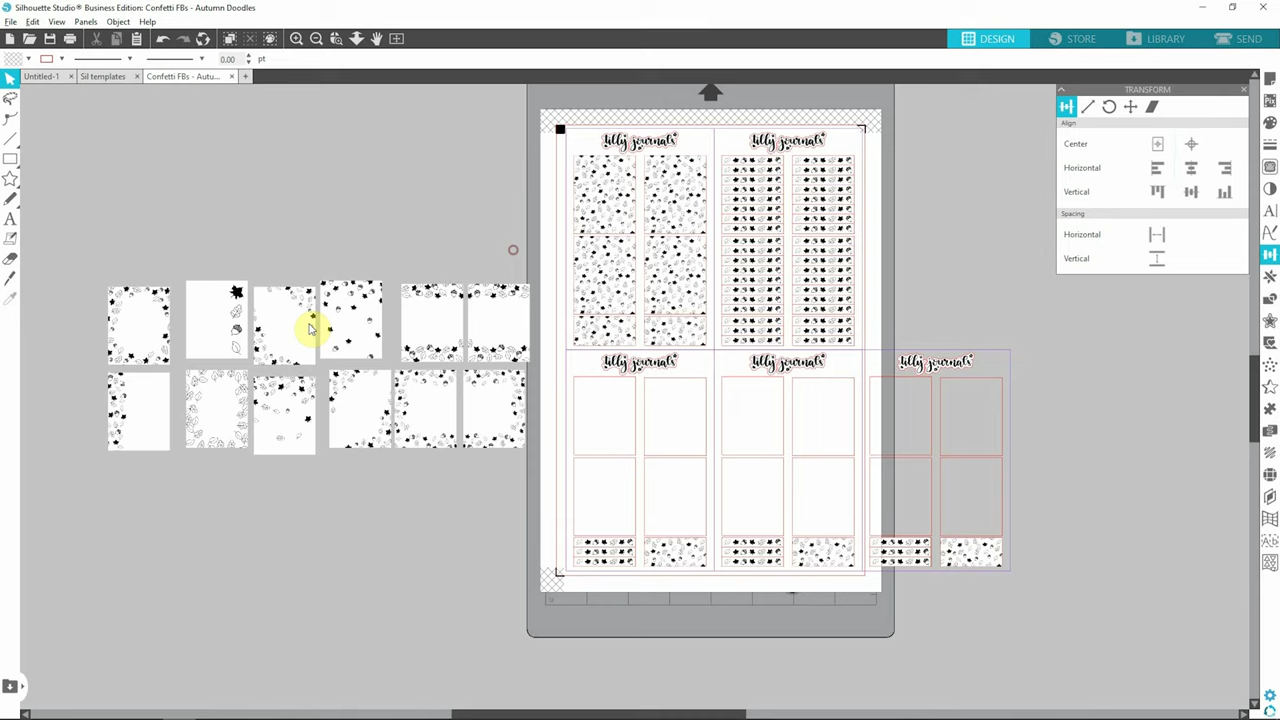 Silhouette Studio® Business Edition: Confetti FBs - Autumn Doodles
File Edit View Panels Object Help
DESIGN STORE LIBRARY SEND
0.00 pt
Untitled-1 Sil templates Confetti FBs - Autu...
TRANSFORM
Align
Center
Horizontal
Vertical
Spacing
Horizontal
Vertical
lilly journals lilly journals
lilly journals lilly journals lilly journals